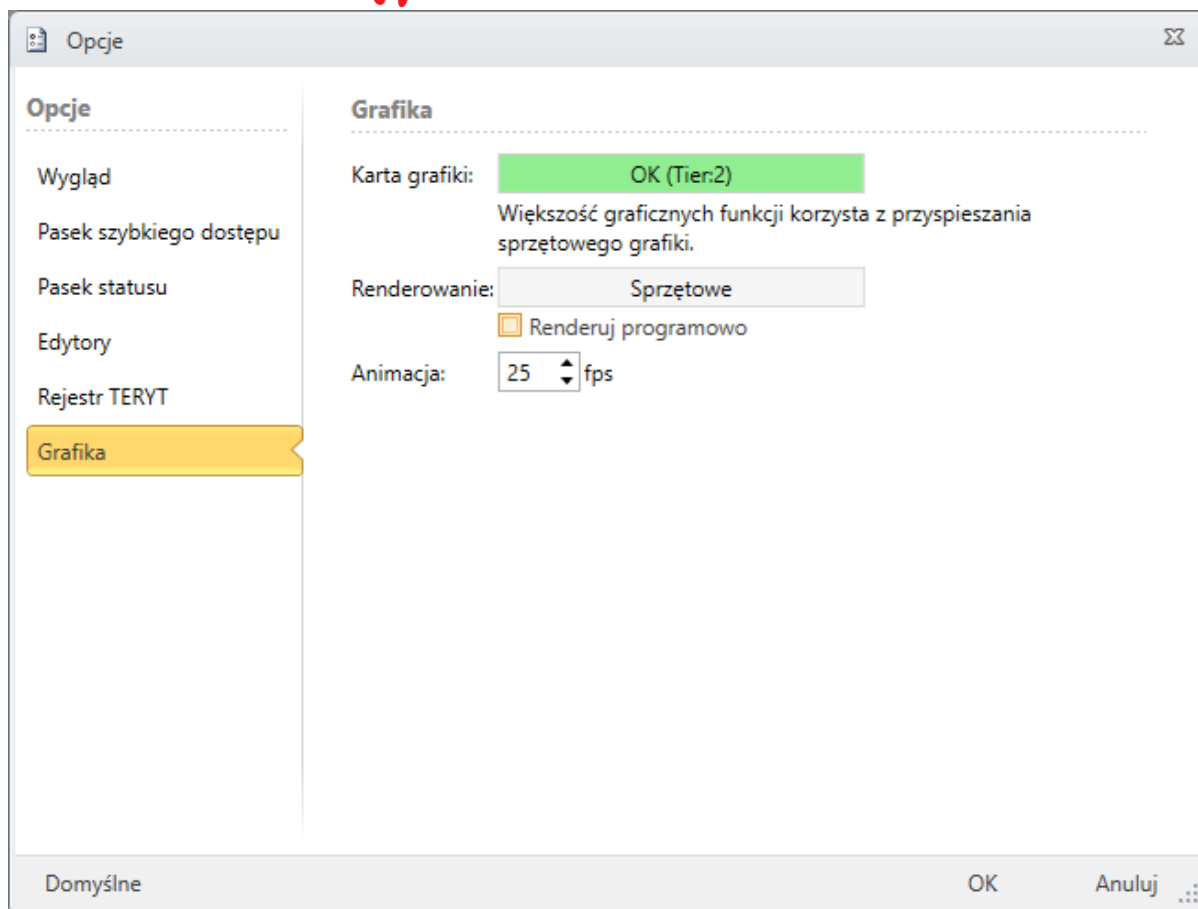 Opcje
Opcje
Wygląd
Pasek szybkiego dostępu
Pasek statusu
Edytory
Rejestr TERYT
Grafika
Grafika
Karta grafiki: OK (Tier:2)
Większość graficznych funkcji korzysta z przyspieszania
sprzętowego grafiki.
Renderowanie: Sprzętowe
Renderuj programowo
Animacja: 25 fps
Domyślne OK Anuluj